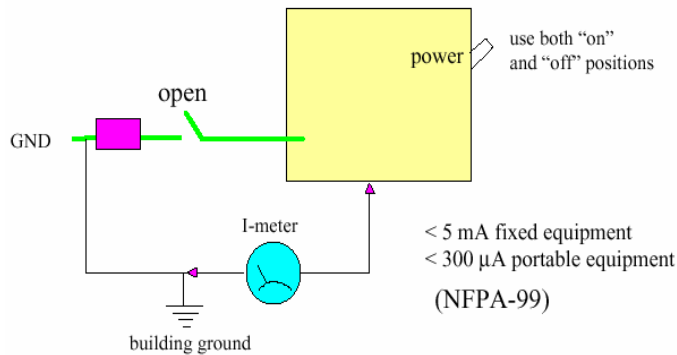 power
use both “on”
and “off” positions
open
GND
I-meter
< 5 mA fixed equipment
< 300 µA portable equipment
(NFPA-99)
building ground